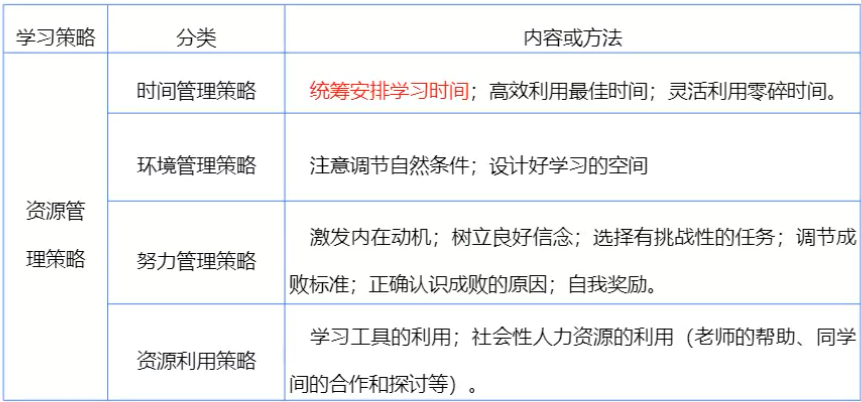 学习策略 分类 内容或方法
资源管
理策略
时间管理策略 统筹安排学习时间；高效利用最佳时间；灵活利用零碎时间。
环境管理策略 注意调节自然条件；设计好学习的空间
努力管理策略 激发内在动机；树立良好信念；选择有挑战性的任务；调节成
败标准；正确认识成败的原因；自我奖励。
资源利用策略 学习工具的利用；社会性人力资源的利用（老师的帮助、同学
间的合作和探讨等）。